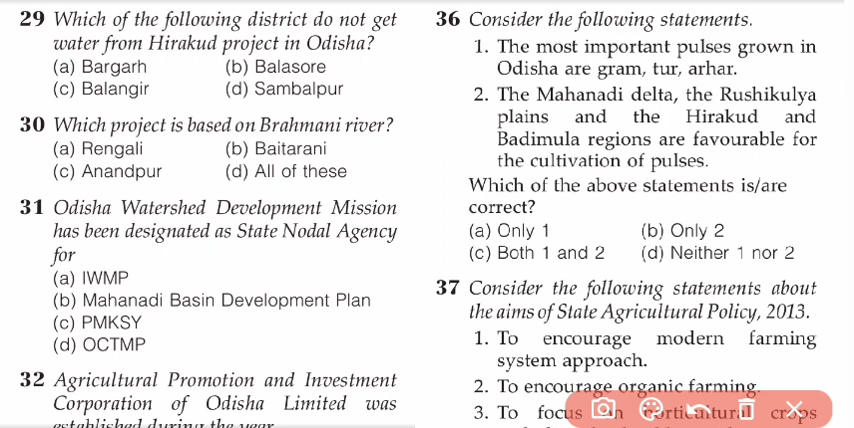 29 Which of the following district do not get
water from Hirakud project in Odisha?
(a) Bargarh (b) Balasore
(c) Balangir (d) Sambalpur
30 Which project is based on Brahmani river?
(a) Rengali (b) Baitarani
(c) Anandpur (d) All of these
31 Odisha Watershed Development Mission
has been designated as State Nodal Agency
for
(a) IWMP
(b) Mahanadi Basin Development Plan
(c) PMKSY
(d) OCTMP
32 Agricultural Promotion and Investment
Corporation of Odisha Limited was
established during the year
36 Consider the following statements.
1. The most important pulses grown in
Odisha are gram, tur, arhar.
2. The Mahanadi delta, the Rushikulya
plains and the Hirakud and
Badimula regions are favourable for
the cultivation of pulses.
Which of the above statements is/are
correct?
(a) Only 1 (b) Only 2
(c) Both 1 and 2 (d) Neither 1 nor 2
37 Consider the following statements about
the aims of State Agricultural Policy, 2013.
1. To encourage modern farming
system approach.
2. To encourage organic farming.
3. To focus on horticultural crops